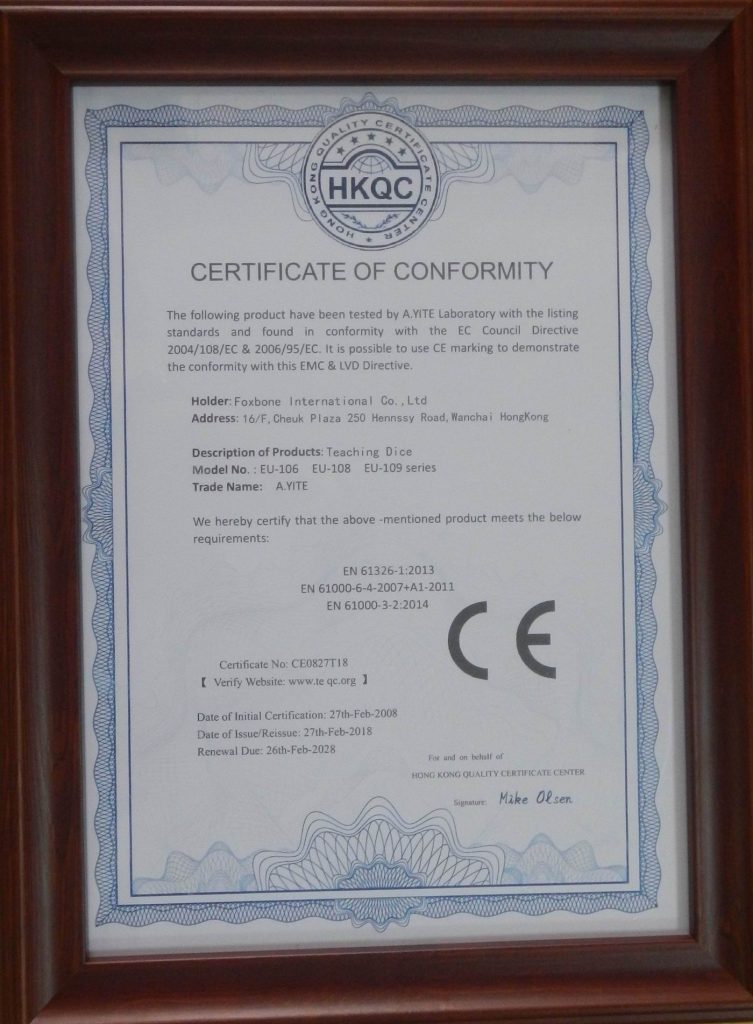 HONG KONG QUALITY CERTIFICATE CENTER
HKQC
CERTIFICATE OF CONFORMITY
The following product have been tested by A.YITE Laboratory with the listing
standards and found in conformity with the EC Council Directive
2004/108/EC & 2006/95/EC. It is possible to use CE marking to demonstrate
the conformity with this EMC & LVD Directive.
Holder: Foxbone International Co.,Ltd
Address: 16/F, Cheuk Plaza 250 Hennssy Road, Wanchai HongKong
Description of Products: Teaching Dice
Model No. : EU-106 EU-108 EU-109 series
Trade Name: A.YITE
We hereby certify that the above -mentioned product meets the below
requirements:
EN 61326-1:2013
EN 61000-6-4-2007+A1-2011
EN 61000-3-2:2014
CE
Certificate No: CE0827T18
【 Verify Website: www.te qc.org 】
Date of Initial Certification: 27th-Feb-2008
Date of Issue/Reissue: 27th-Feb-2018
Renewal Due: 26th-Feb-2028
For and on behalf of
HONG KONG QUALITY CERTIFICATE CENTER
Signature: Mike Olsen